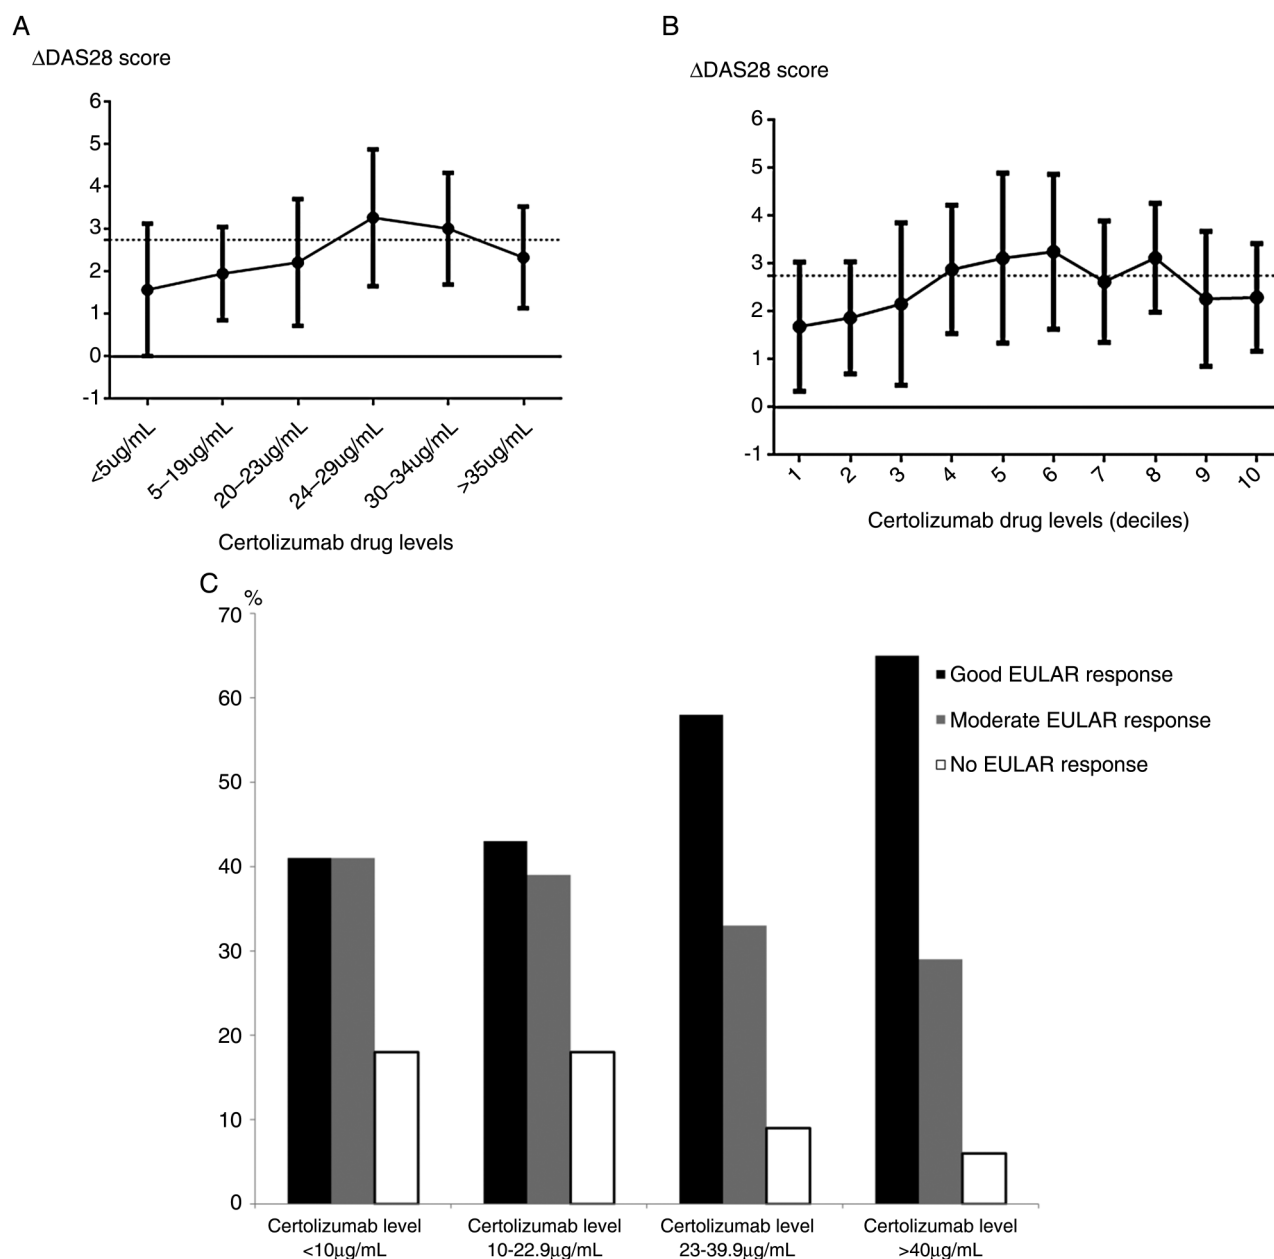 A
ΔDAS28 score
6
5
4
3
2
1
0
-1
<5ug/mL
5–19ug/mL
20–23ug/mL
24–29ug/mL
30–34ug/mL
>35ug/mL
Certolizumab drug levels
B
ΔDAS28 score
6
5
4
3
2
1
0
-1
1
2
3
4
5
6
7
8
9
10
Certolizumab drug levels (deciles)
C
%
70
60
50
40
30
20
10
0
Good EULAR response
Moderate EULAR response
No EULAR response
Certolizumab level
<10µg/mL
Certolizumab level
10-22.9µg/mL
Certolizumab level
23-39.9µg/mL
Certolizumab level
>40µg/mL